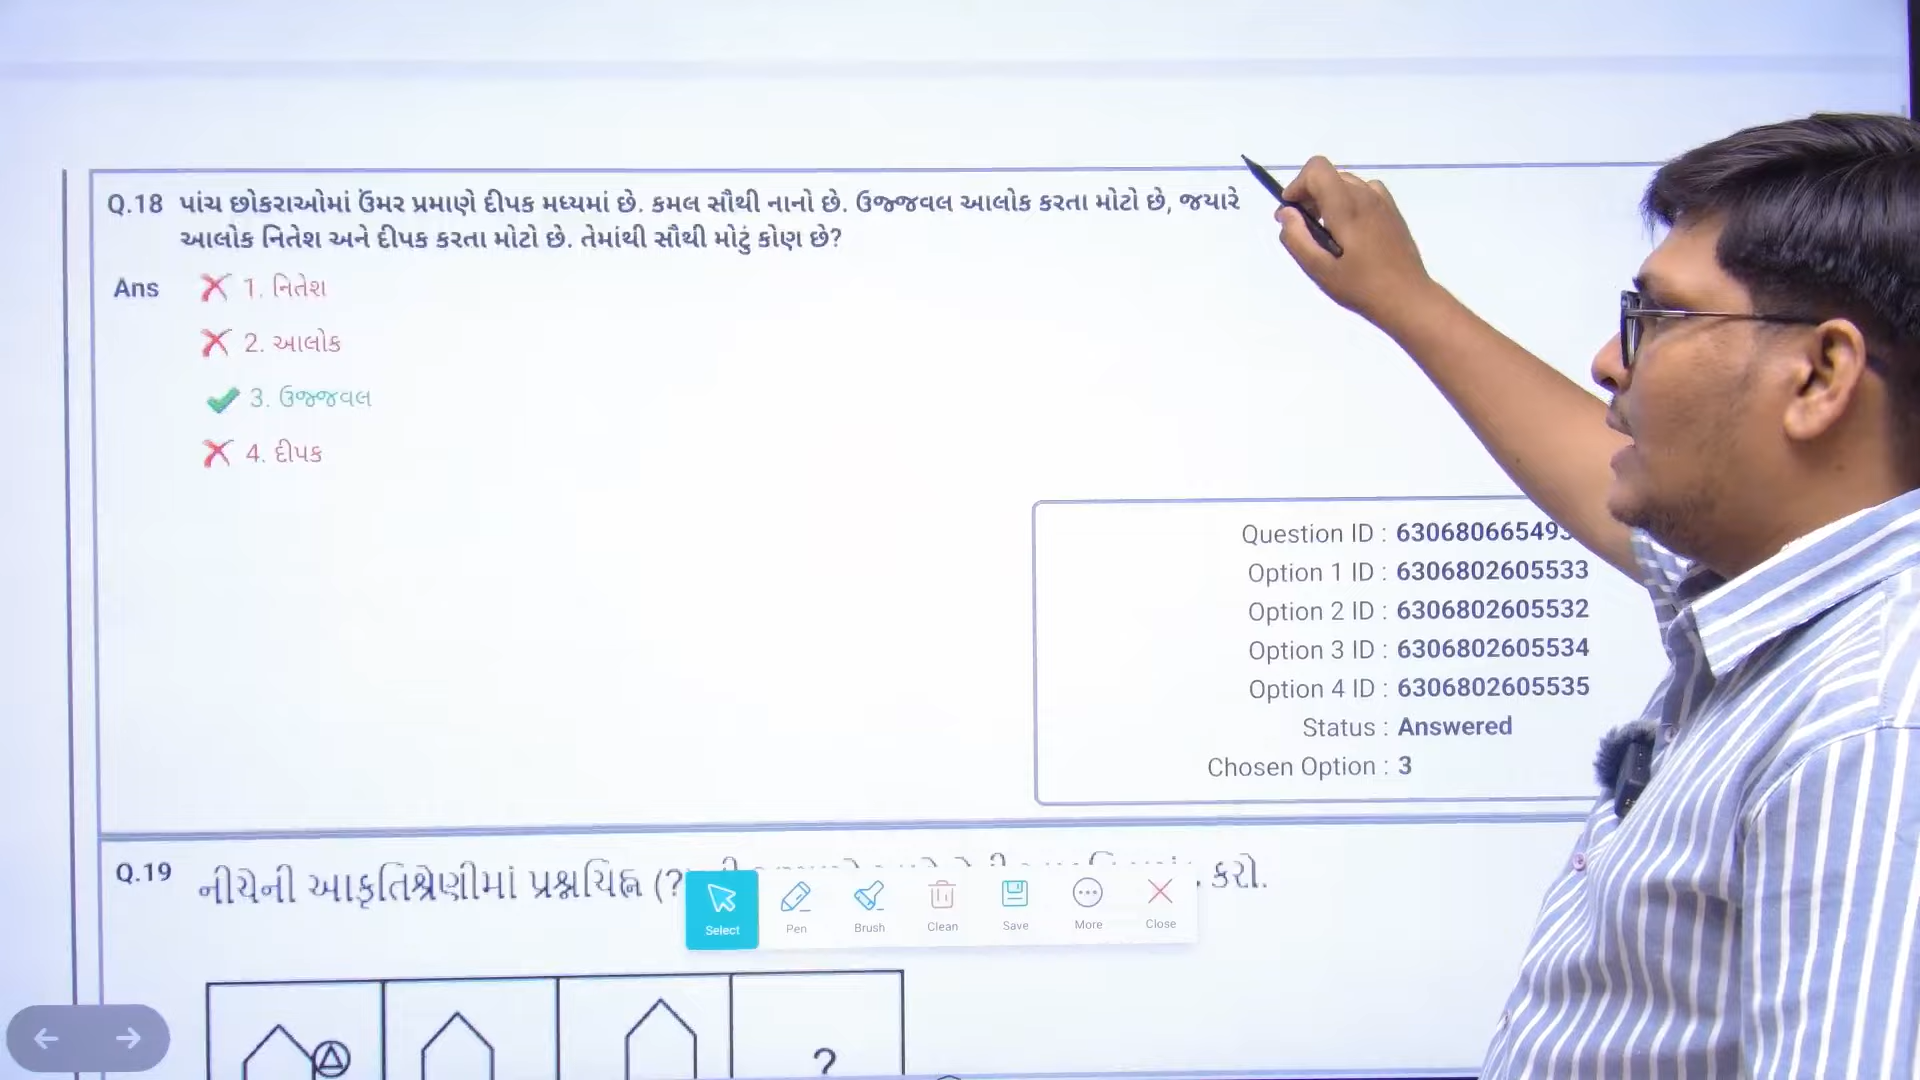 Q.18 પાંચ છોકરાઓમાં ઉંમર પ્રમાણે દીપક મધ્યમાં છે. કમલ સૌથી નાનો છે. ઉજ્જવલ આલોક કરતા મોટો છે, જયારે
આલોક નિતેશ અને દીપક કરતા મોટો છે. તેમાંથી સૌથી મોટું કોણ છે?
Ans 1. નિતેશ
2. આલોક
3. ઉજ્જવલ
4. દીપક
Question ID : 63068066549
Option 1 ID : 6306802605533
Option 2 ID : 6306802605532
Option 3 ID : 6306802605534
Option 4 ID : 6306802605535
Status : Answered
Chosen Option : 3
Q.19 નીચેની આકૃતિશ્રેણીમાં પ્રશ્નચિહ્ન (? કરો.
Select Pen Brush Clean Save More Close
?